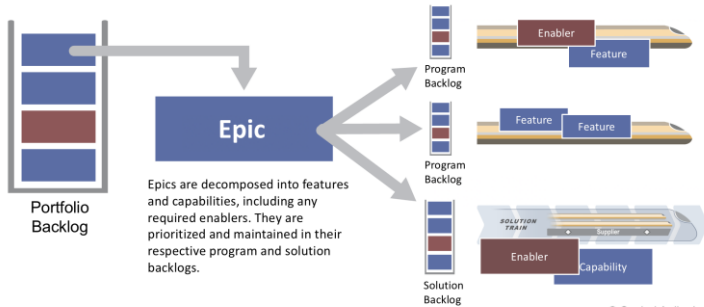 Portfolio
Backlog
Epic
Epics are decomposed into features
and capabilities, including any
required enablers. They are
prioritized and maintained in their
respective program and solution
backlogs.
Program
Backlog
Enabler
Feature
Program
Backlog
Feature
Feature
Solution
Backlog
SOLUTION
TRAIN
Supplier
Enabler
Capability